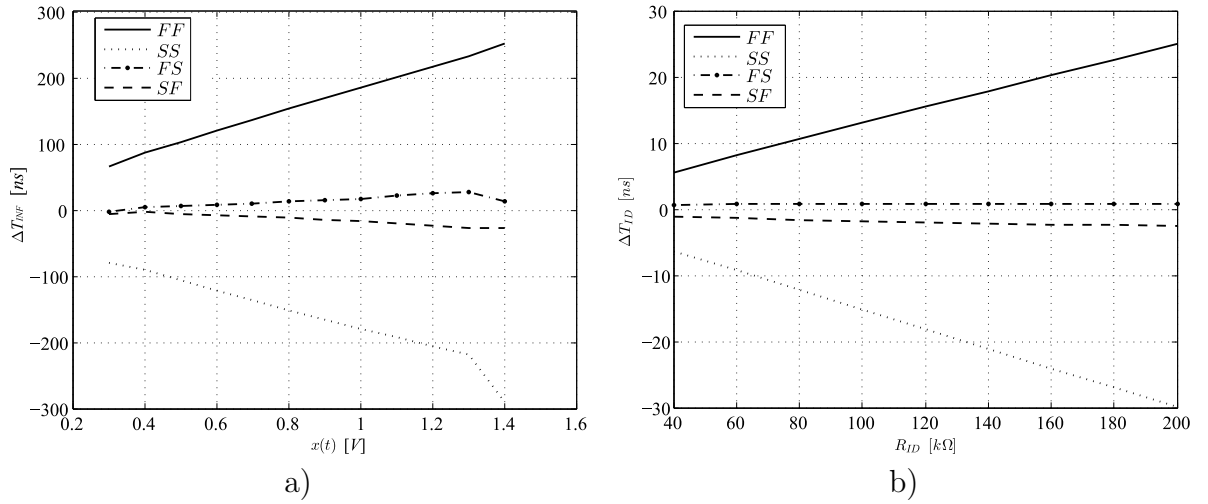 300
200
100
0
−100
−200
−300
ΔT_INF [ns]
FF
SS
FS
SF
0.2
0.4
0.6
0.8
1
1.2
1.4
1.6
x(t) [V]
a)
30
20
10
0
−10
−20
−30
ΔT_ID [ns]
FF
SS
FS
SF
40
60
80
100
120
140
160
180
200
R_ID [kΩ]
b)